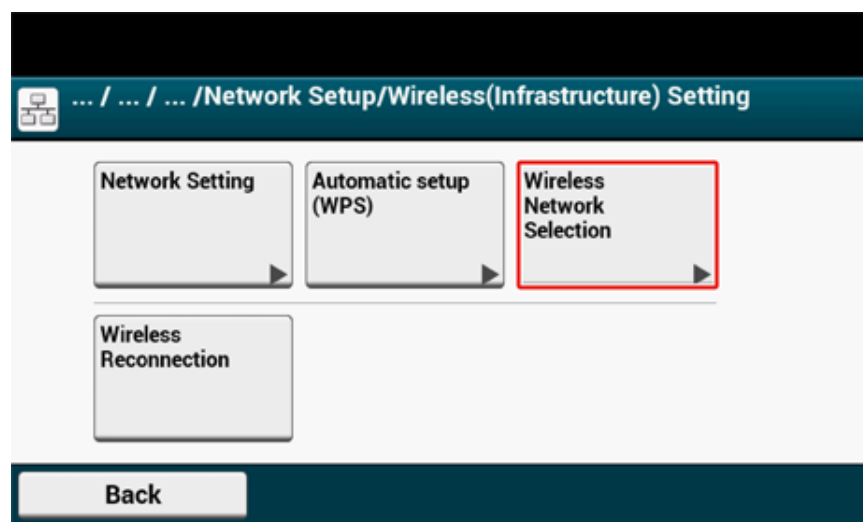 ... / ... / ... /Network Setup/Wireless(Infrastructure) Setting
Network Setting
Automatic setup
(WPS)
Wireless
Network
Selection
Wireless
Reconnection
Back